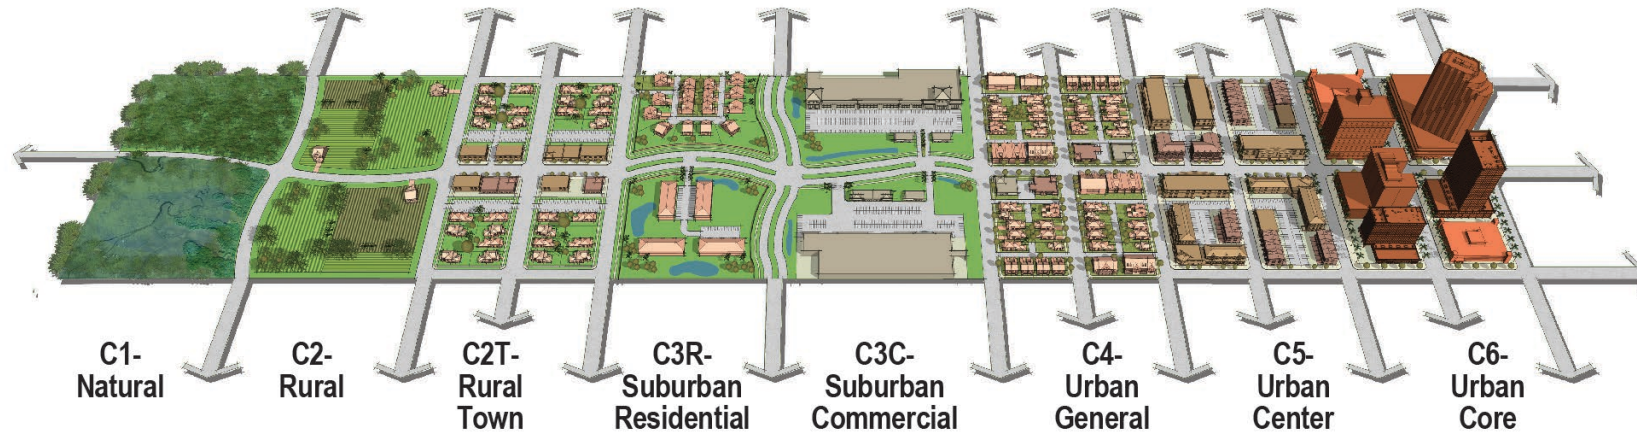 C1-
Natural
C2-
Rural
C2T-
Rural
Town
C3R-
Suburban
Residential
C3C-
Suburban
Commercial
C4-
Urban
General
C5-
Urban
Center
C6-
Urban
Core